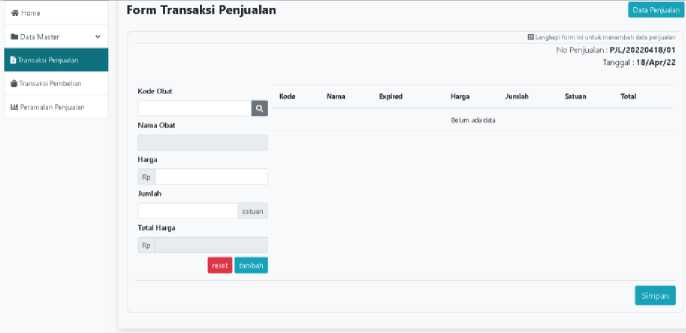 Home
Data Master
Transaksi Penjualan
Transaksi Pembelian
Peramalan Penjualan
Form Transaksi Penjualan
Data Penjualan
Lengkapi form ini untuk menambah data penjualan
No Penjualan : PJL/20220418/01
Tanggal : 18/Apr/22
Kode Obat
Nama Obat
Harga
Rp
Jumlah
satuan
Total Harga
Rp
reset tambah
Kode Nama Expired Harga Jumlah Satuan Total
Belum ada data
Simpan